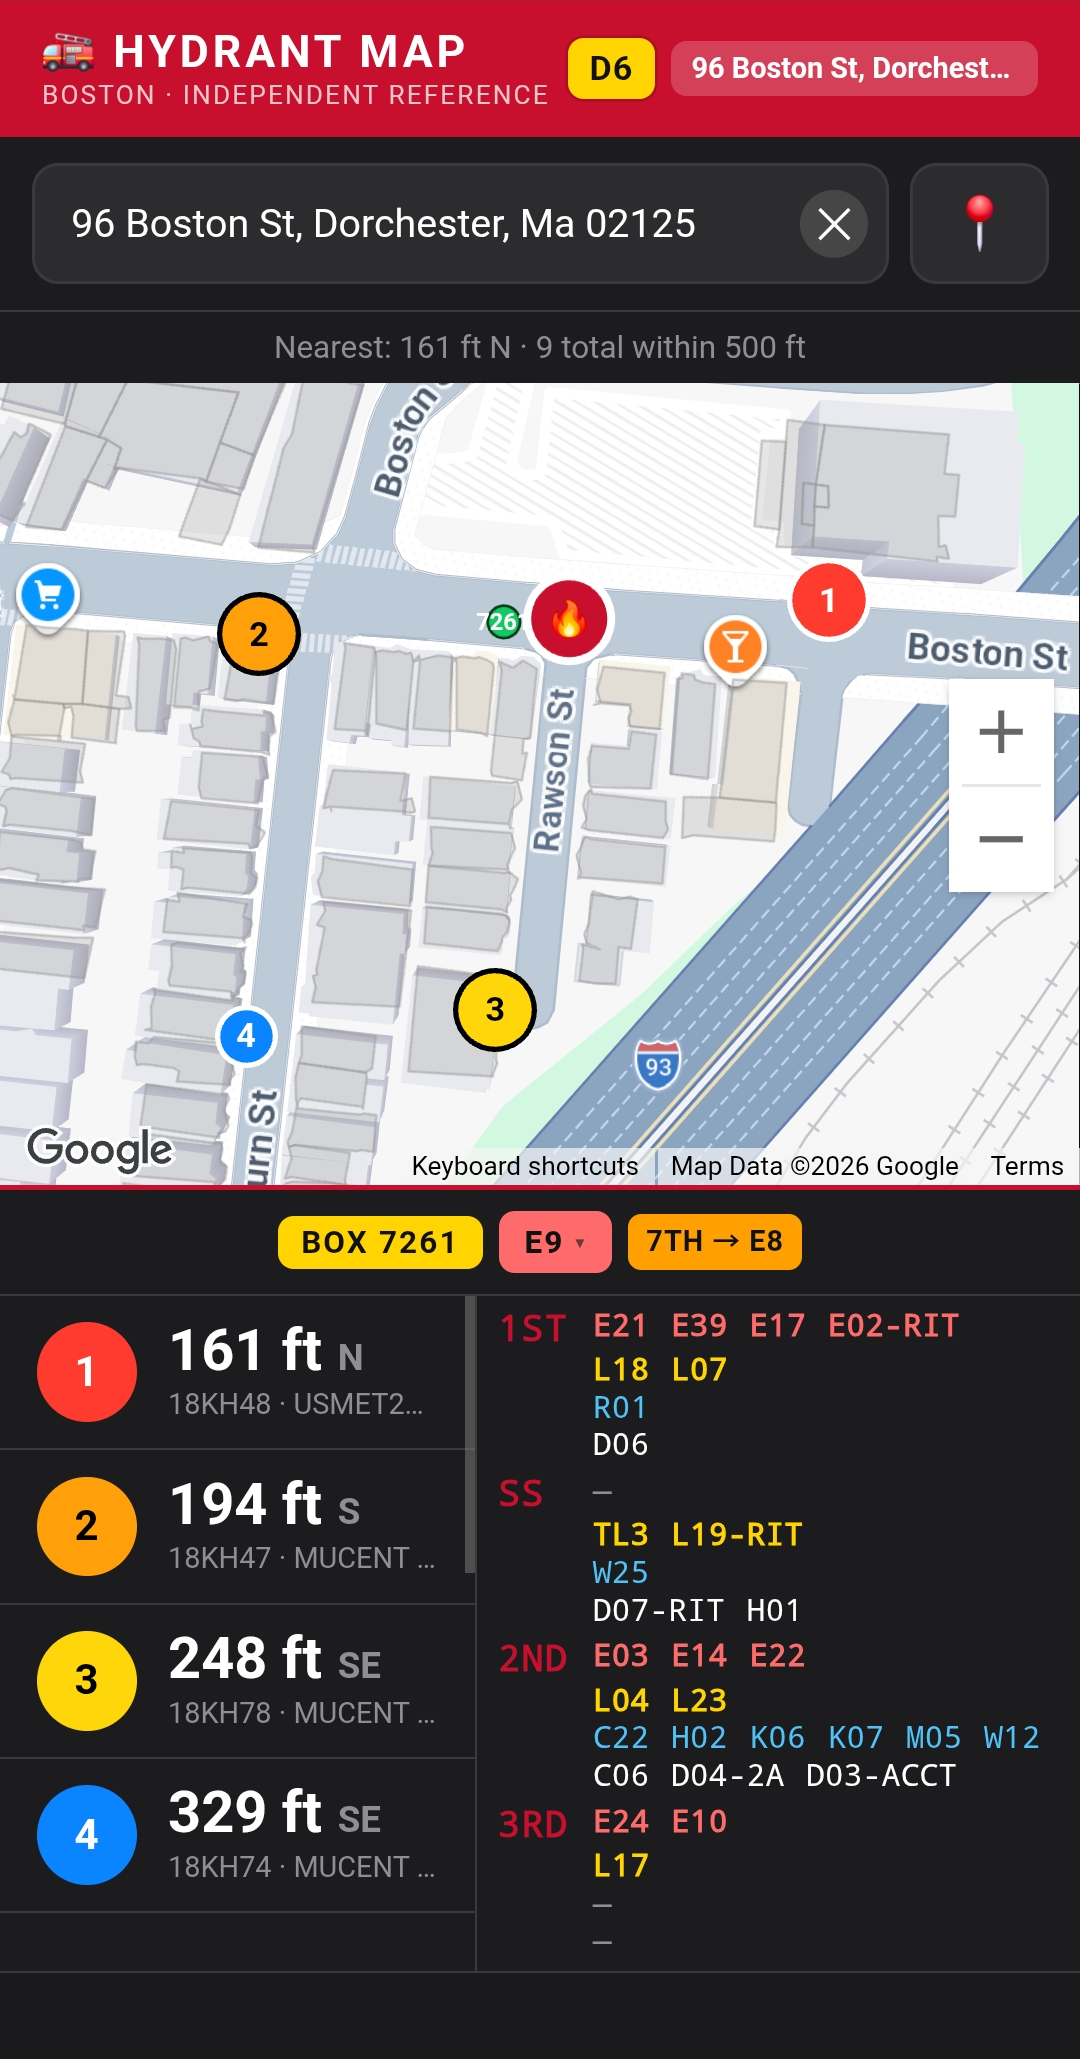 HYDRANT MAP
BOSTON · INDEPENDENT REFERENCE
D6
96 Boston St, Dorchest...
96 Boston St, Dorchester, Ma 02125
Nearest: 161 ft N · 9 total within 500 ft
Boston
2
726
1
Boston St
Rawson St
3
4
93
urn St
Google
Keyboard shortcuts
Map Data ©2026 Google
Terms
BOX 7261
E9 ▾
7TH → E8
1
161 ft N
18KH48 · USMET2...
2
194 ft S
18KH47 · MUCENT ...
3
248 ft SE
18KH78 · MUCENT ...
4
329 ft SE
18KH74 · MUCENT ...
1ST E21 E39 E17 E02-RIT
L18 L07
R01
D06
SS –
TL3 L19-RIT
W25
D07-RIT H01
2ND E03 E14 E22
L04 L23
C22 H02 K06 K07 M05 W12
C06 D04-2A D03-ACCT
3RD E24 E10
L17
–
–